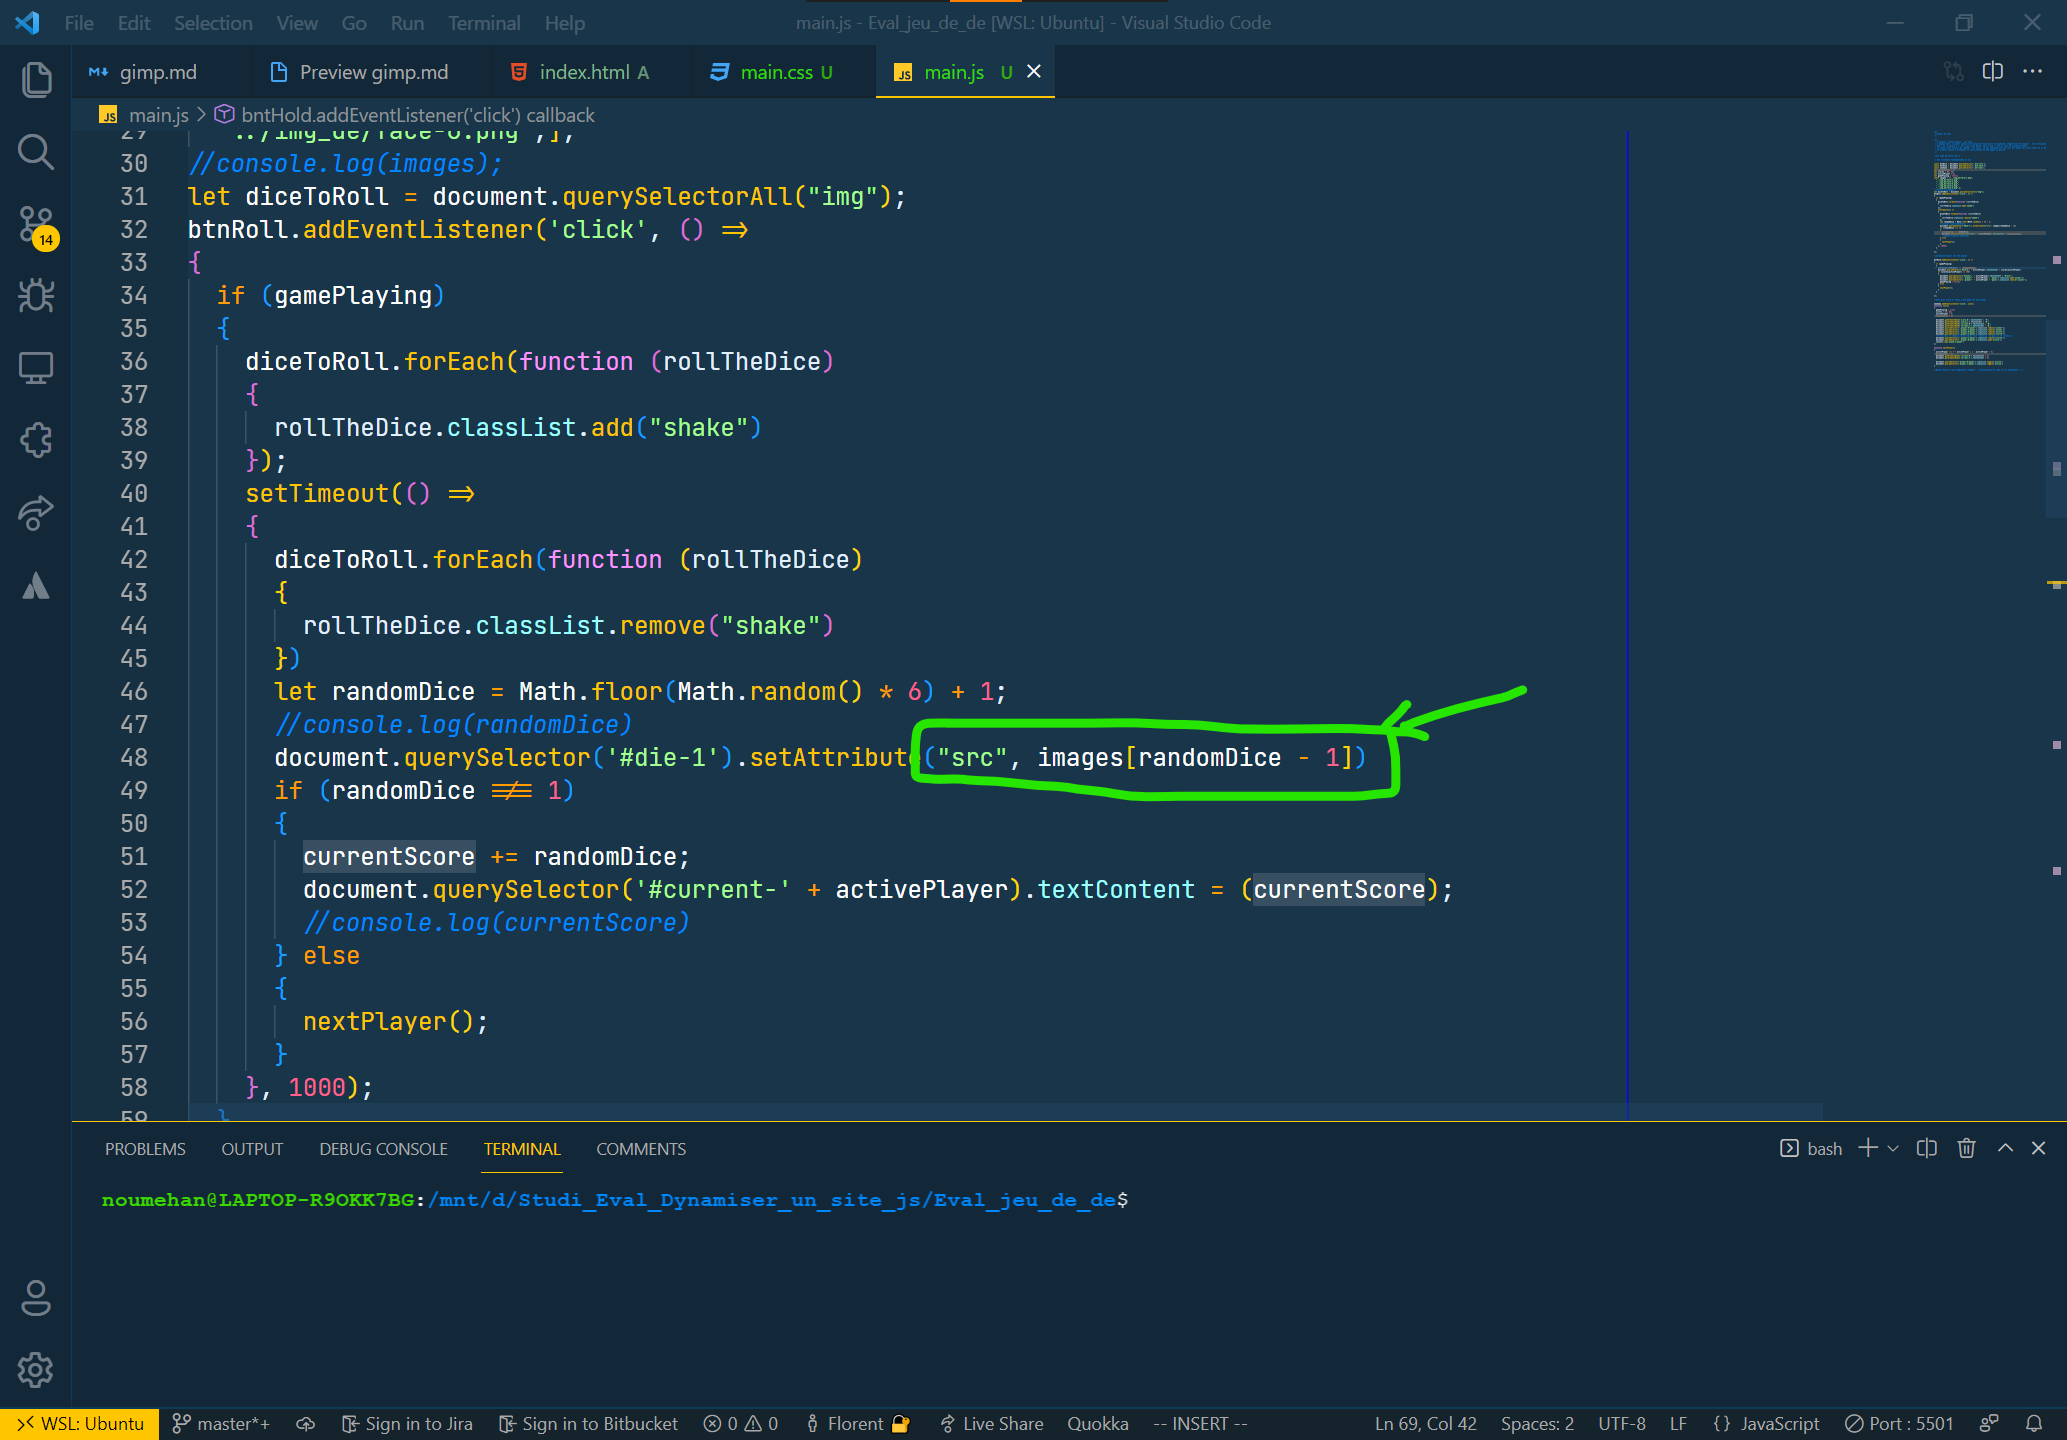 File Edit Selection View Go Run Terminal Help main.js - Eval_jeu_de_de [WSL: Ubuntu] - Visual Studio Code
gimp.md Preview gimp.md index.html A main.css U JS main.js U
JS main.js > bntHold.addEventListener('click') callback
29 "../img_de/face-6.png",];
30 //console.log(images);
31 let diceToRoll = document.querySelectorAll("img");
32 btnRoll.addEventListener('click', () =>
33 {
34 if (gamePlaying)
35 {
36 diceToRoll.forEach(function (rollTheDice)
37 {
38 rollTheDice.classList.add("shake")
39 });
40 setTimeout(() =>
41 {
42 diceToRoll.forEach(function (rollTheDice)
43 {
44 rollTheDice.classList.remove("shake")
45 })
46 let randomDice = Math.floor(Math.random() * 6) + 1;
47 //console.log(randomDice)
48 document.querySelector('#die-1').setAttribute("src", images[randomDice - 1])
49 if (randomDice !== 1)
50 {
51 currentScore += randomDice;
52 document.querySelector('#current-' + activePlayer).textContent = (currentScore);
53 //console.log(currentScore)
54 } else
55 {
56 nextPlayer();
57 }
58 }, 1000);
59 }
14
PROBLEMS OUTPUT DEBUG CONSOLE TERMINAL COMMENTS bash
noumehan@LAPTOP-R9OKK7BG:/mnt/d/Studi_Eval_Dynamiser_un_site_js/Eval_jeu_de_de$
WSL: Ubuntu master*+ Sign in to Jira Sign in to Bitbucket 0 0 Florent Live Share Quokka -- INSERT -- Ln 69, Col 42 Spaces: 2 UTF-8 LF {} JavaScript Port : 5501